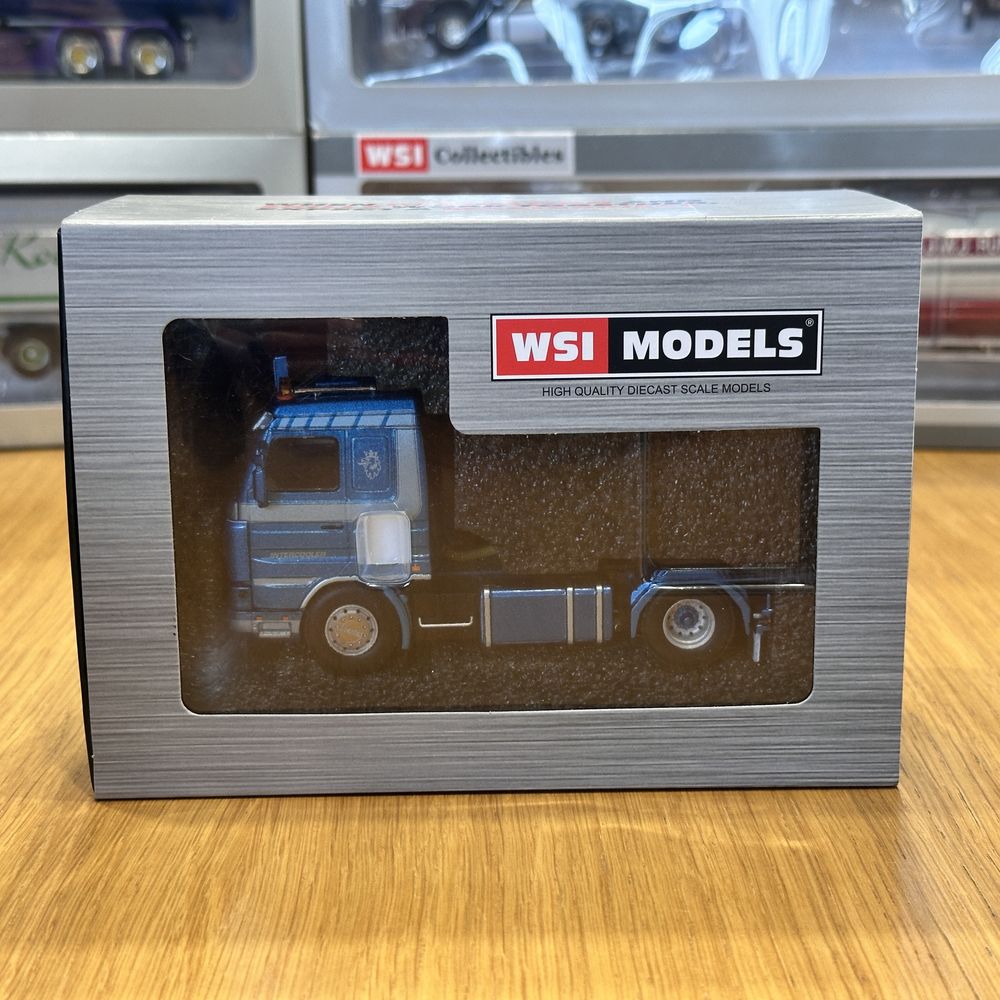 WSI Collectibles
WSI MODELS®
HIGH QUALITY DIECAST SCALE MODELS
INTERCOOLER